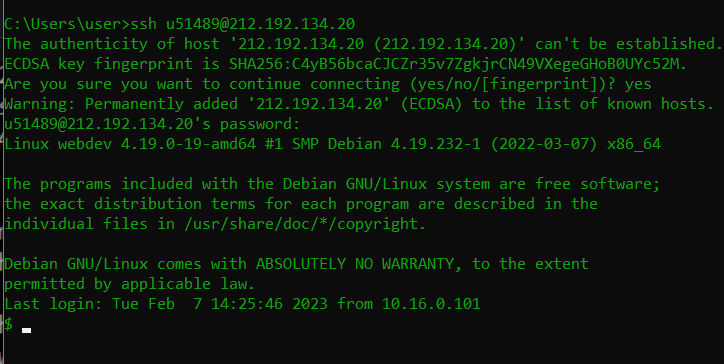 C:\Users\user>ssh u51489@212.192.134.20
The authenticity of host '212.192.134.20 (212.192.134.20)' can't be established.
ECDSA key fingerprint is SHA256:C4yB56bcaCJCZr35v7ZgkjrCN49VXegeGHoB0UYc52M.
Are you sure you want to continue connecting (yes/no/[fingerprint])? yes
Warning: Permanently added '212.192.134.20' (ECDSA) to the list of known hosts.
u51489@212.192.134.20's password:
Linux webdev 4.19.0-19-amd64 #1 SMP Debian 4.19.232-1 (2022-03-07) x86_64
The programs included with the Debian GNU/Linux system are free software;
the exact distribution terms for each program are described in the
individual files in /usr/share/doc/*/copyright.
Debian GNU/Linux comes with ABSOLUTELY NO WARRANTY, to the extent
permitted by applicable law.
Last login: Tue Feb  7 14:25:46 2023 from 10.16.0.101
$